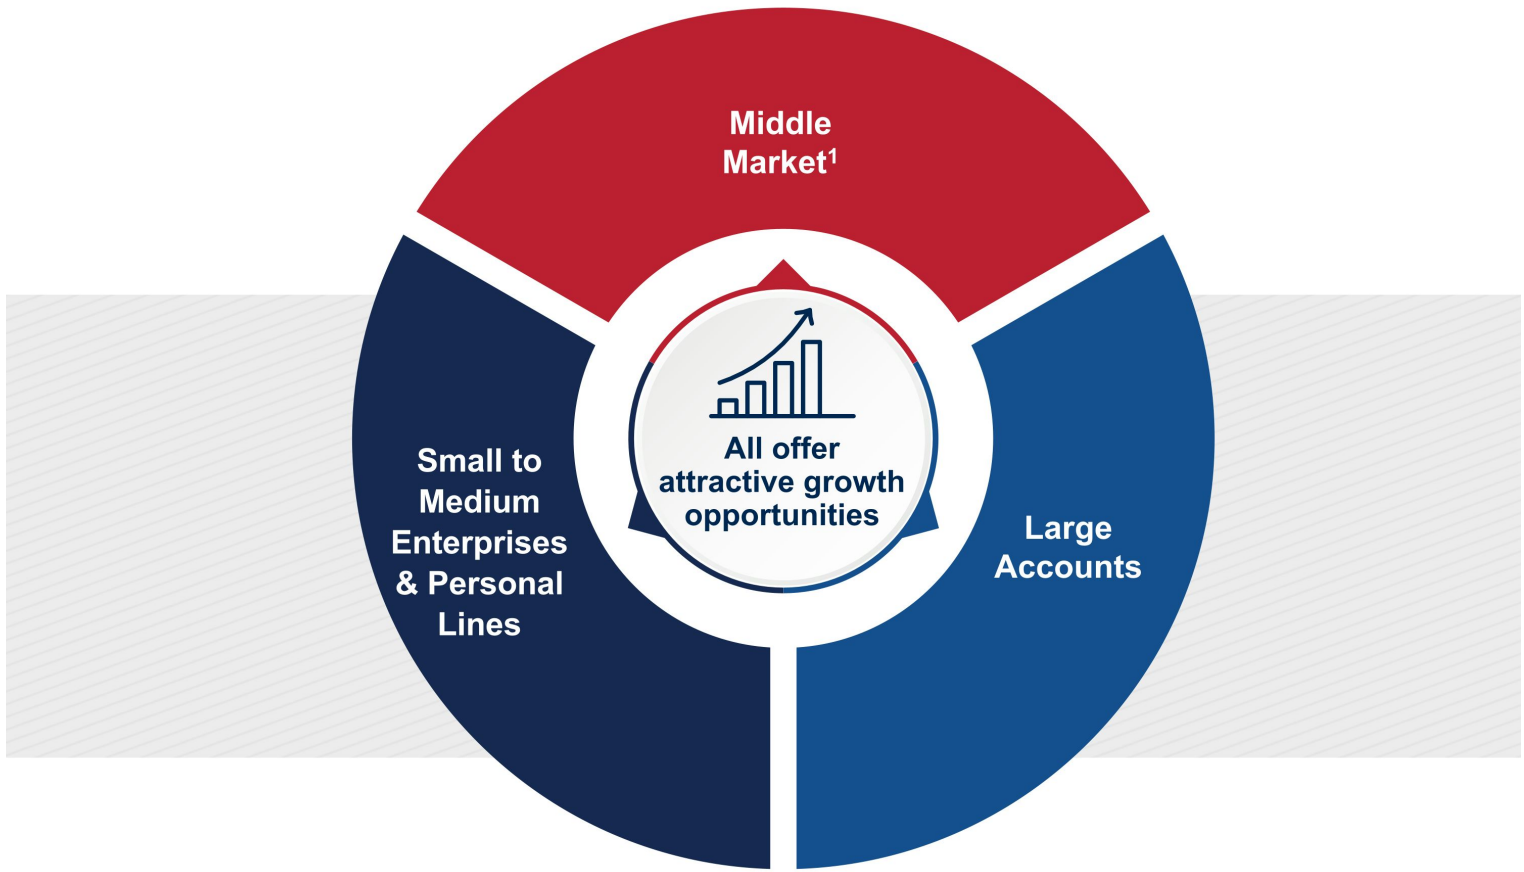 Middle
Market¹
All offer
attractive growth
opportunities
Small to
Medium
Enterprises
& Personal
Lines
Large
Accounts